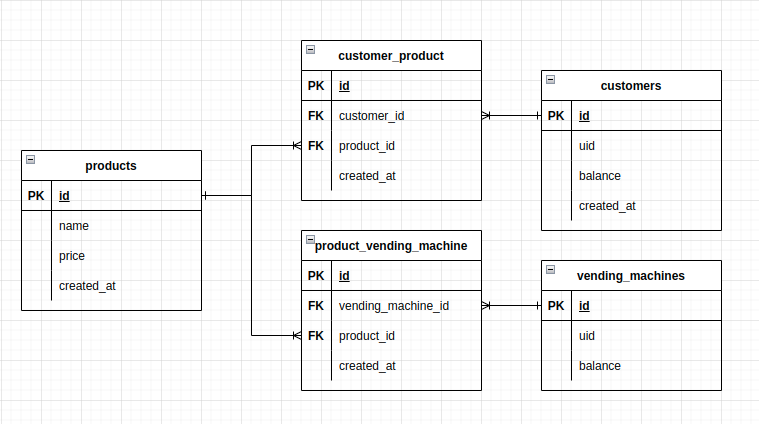 products
PK id
name
price
created_at
customer_product
PK id
FK customer_id
FK product_id
created_at
product_vending_machine
PK id
FK vending_machine_id
FK product_id
created_at
customers
PK id
uid
balance
created_at
vending_machines
PK id
uid
balance